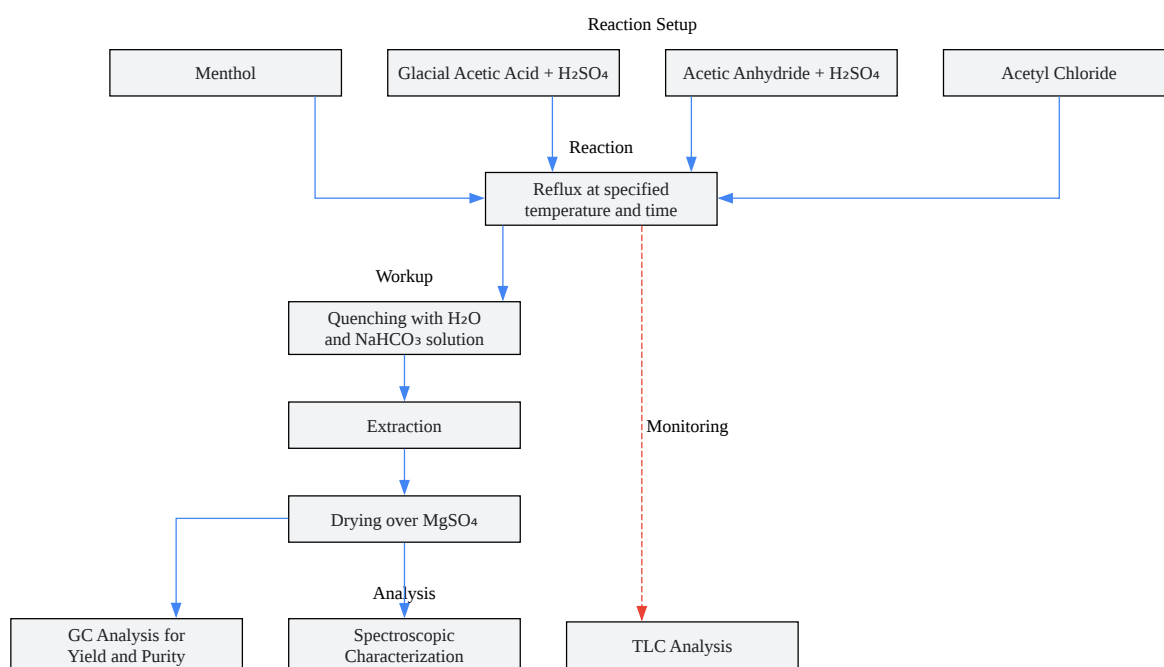 Reaction Setup
Menthol
Glacial Acetic Acid + H₂SO₄
Acetic Anhydride + H₂SO₄
Acetyl Chloride
Reaction
Reflux at specified
temperature and time
Workup
Quenching with H₂O
and NaHCO₃ solution
Extraction
Monitoring
Drying over MgSO₄
Analysis
GC Analysis for
Yield and Purity
Spectroscopic
Characterization
TLC Analysis